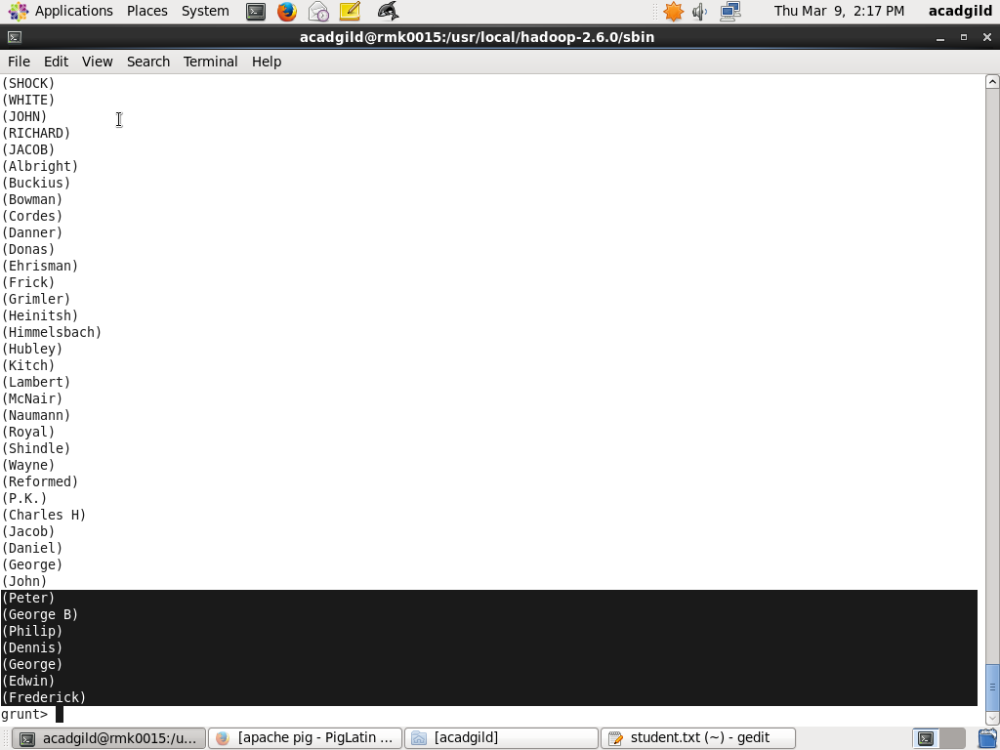 Applications Places System Thu Mar 9, 2:17 PM acadgild
acadgild@rmk0015:/usr/local/hadoop-2.6.0/sbin
File Edit View Search Terminal Help
(SHOCK)
(WHITE)
(JOHN)
(RICHARD)
(JACOB)
(Albright)
(Buckius)
(Bowman)
(Cordes)
(Danner)
(Donas)
(Ehrisman)
(Frick)
(Grimler)
(Heinitsh)
(Himmelsbach)
(Hubley)
(Kitch)
(Lambert)
(McNair)
(Naumann)
(Royal)
(Shindle)
(Wayne)
(Reformed)
(P.K.)
(Charles H)
(Jacob)
(Daniel)
(George)
(John)
(Peter)
(George B)
(Philip)
(Dennis)
(George)
(Edwin)
(Frederick)
grunt>
acadgild@rmk0015:/u... [apache pig - PigLatin ... [acadgild] student.txt (~) - gedit